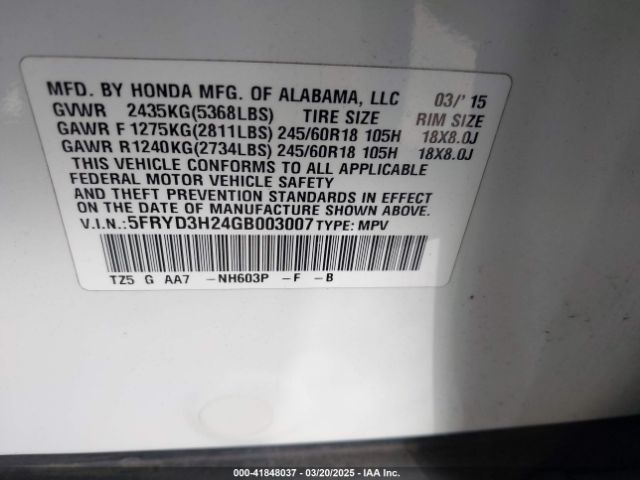 MFD. BY HONDA MFG. OF ALABAMA, LLC 03/'15
GVWR 2435KG(5368LBS) TIRE SIZE RIM SIZE
GAWR F 1275KG(2811LBS) 245/60R18 105H 18X8.0J
GAWR R1240KG(2734LBS) 245/60R18 105H 18X8.0J
THIS VEHICLE CONFORMS TO ALL APPLICABLE
FEDERAL MOTOR VEHICLE SAFETY
AND THEFT PREVENTION STANDARDS IN EFFECT
ON THE DATE OF MANUFACTURE SHOWN ABOVE.
V.I.N.:5FRYD3H24GB003007 TYPE: MPV
TZ5 G AA7 -NH603P -F -B
000-41848037 - 03/20/2025 - IAA Inc.